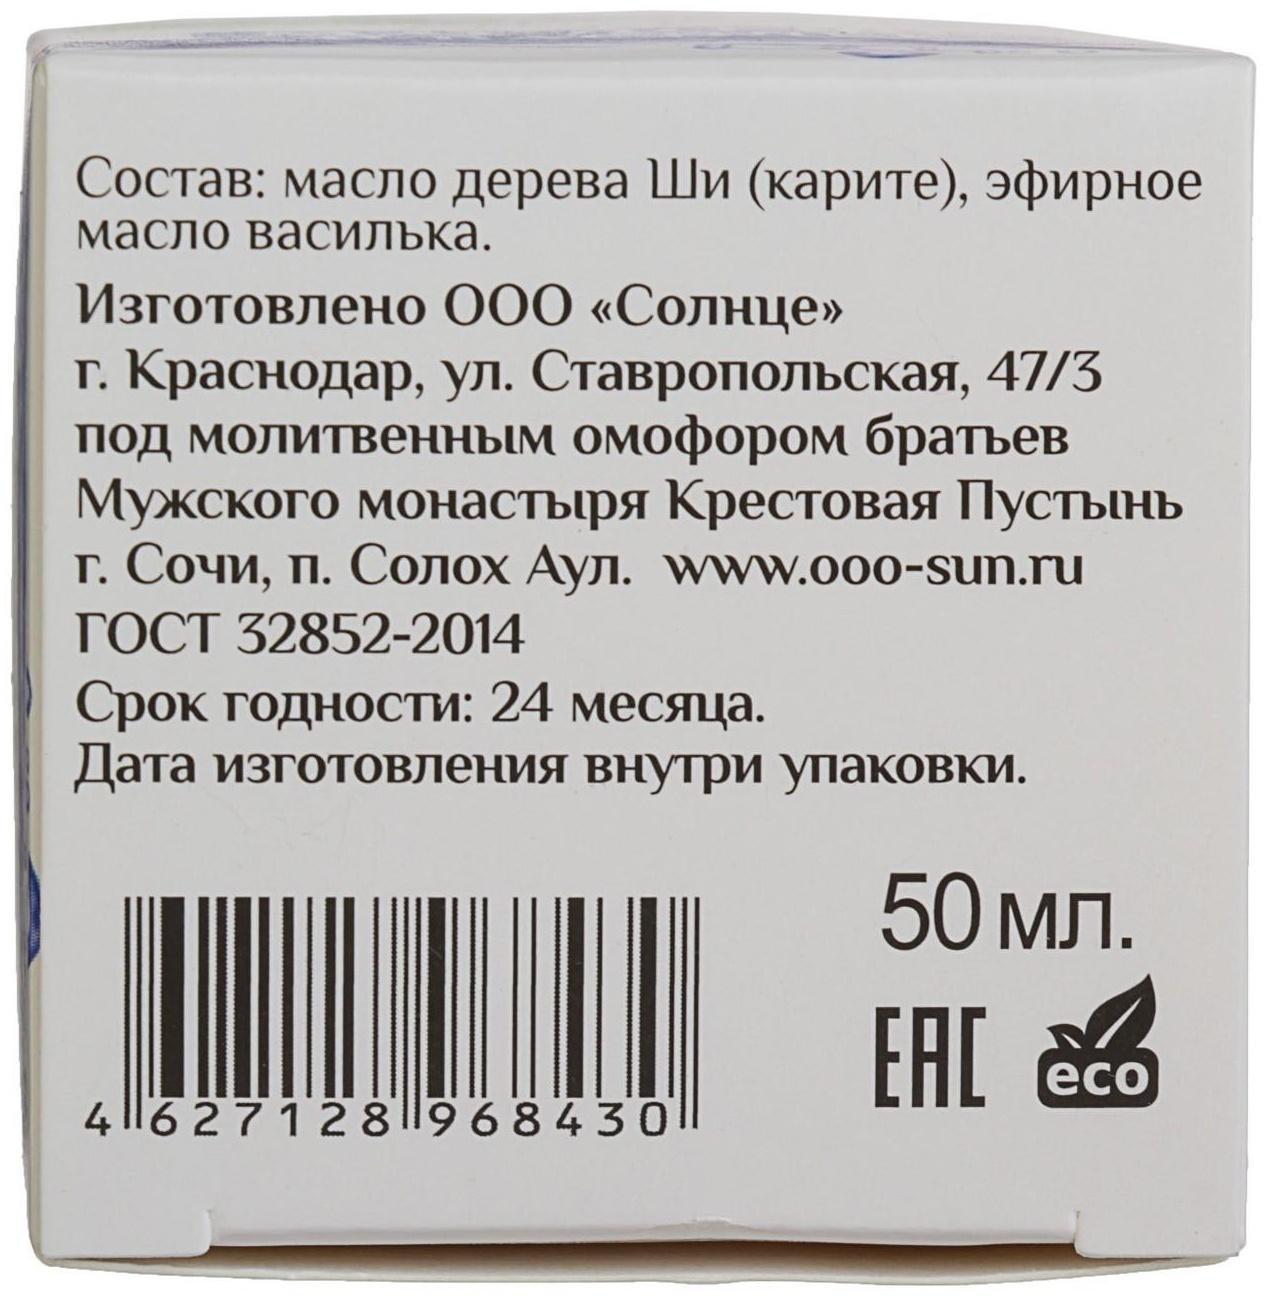 Состав: масло дерева Ши (карите), эфирное
масло василька.
Изготовлено ООО «Солнце»
г. Краснодар, ул. Ставропольская, 47/3
под молитвенным омофором братьев
Мужского монастыря Крестовая Пустынь
г. Сочи, п. Солох Аул. www.ooo-sun.ru
ГОСТ 32852-2014
Срок годности: 24 месяца.
Дата изготовления внутри упаковки.
50 мл.
EAC eco
4 627128 968430